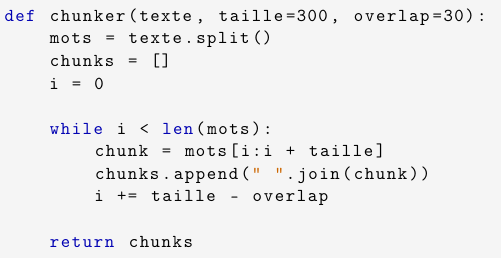 def chunker(texte, taille=300, overlap=30):
    mots = texte.split()
    chunks = []
    i = 0

    while i < len(mots):
        chunk = mots[i:i + taille]
        chunks.append(" ".join(chunk))
        i += taille - overlap

    return chunks